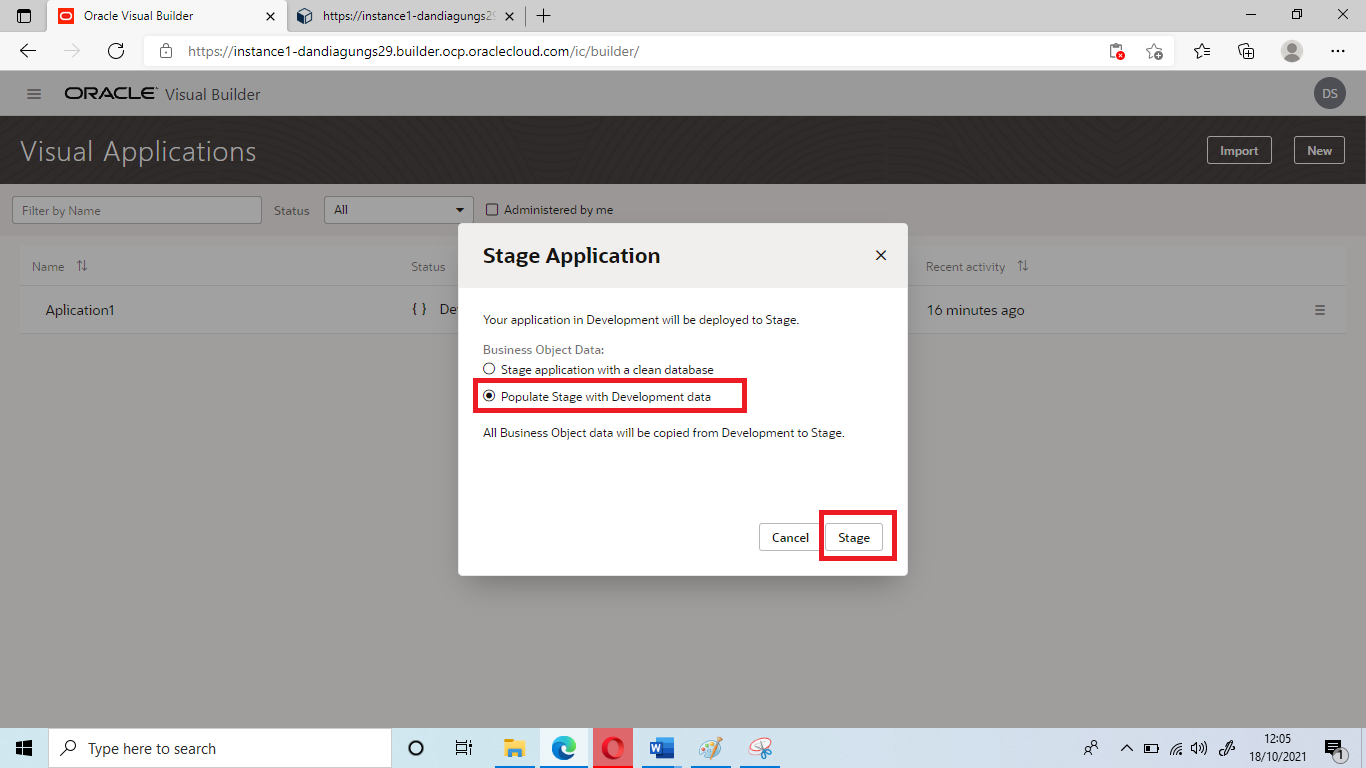 Oracle Visual Builder
https://instance1-dandiagungs29
https://instance1-dandiagungs29.builder.ocp.oraclecloud.com/ic/builder/
ORACLE Visual Builder
DS
Visual Applications
Import
New
Filter by Name
Status
All
Administered by me
Name
Status
Recent activity
Aplication1
{ } De
16 minutes ago
Stage Application
Your application in Development will be deployed to Stage.
Business Object Data:
Stage application with a clean database
Populate Stage with Development data
All Business Object data will be copied from Development to Stage.
Cancel
Stage
Type here to search
12:05
18/10/2021
1